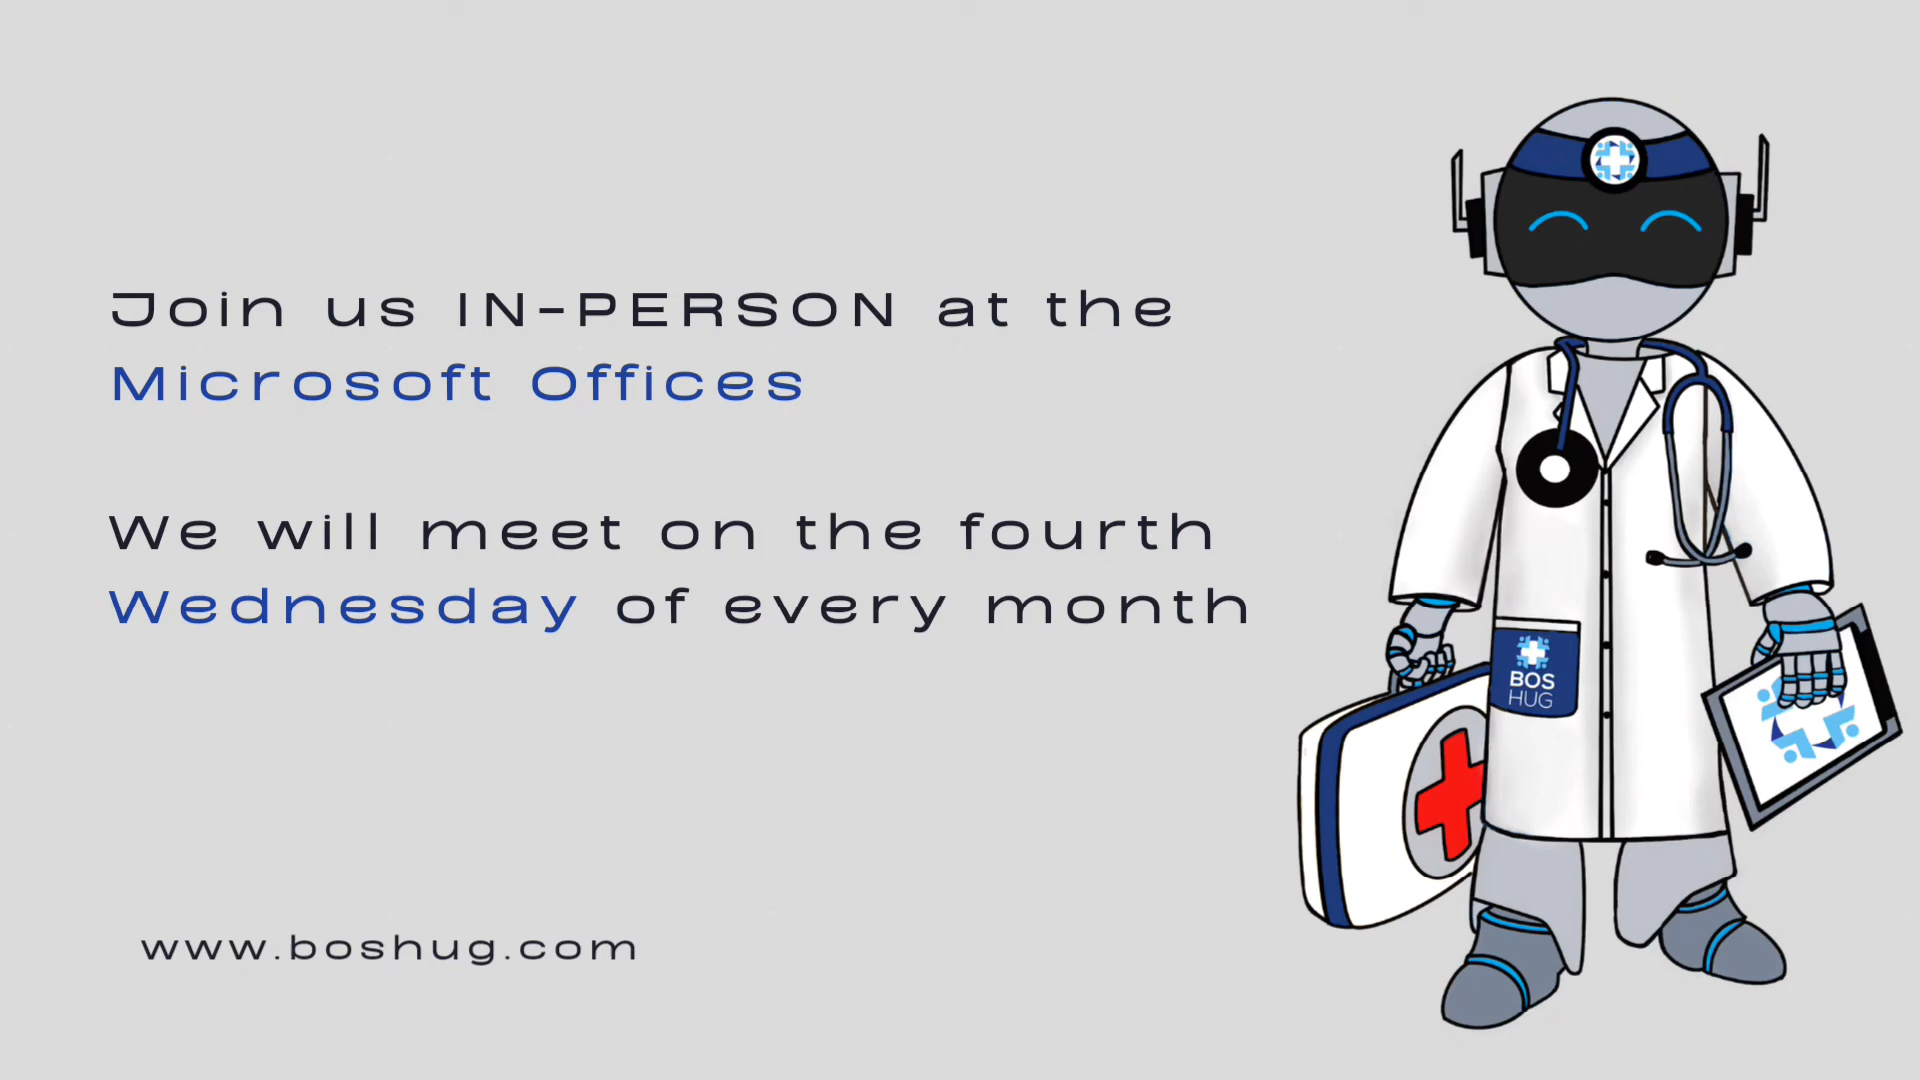 Join us IN-PERSON at the
Microsoft Offices
We will meet on the fourth
Wednesday of every month
BOS
HUG
www.boshug.com